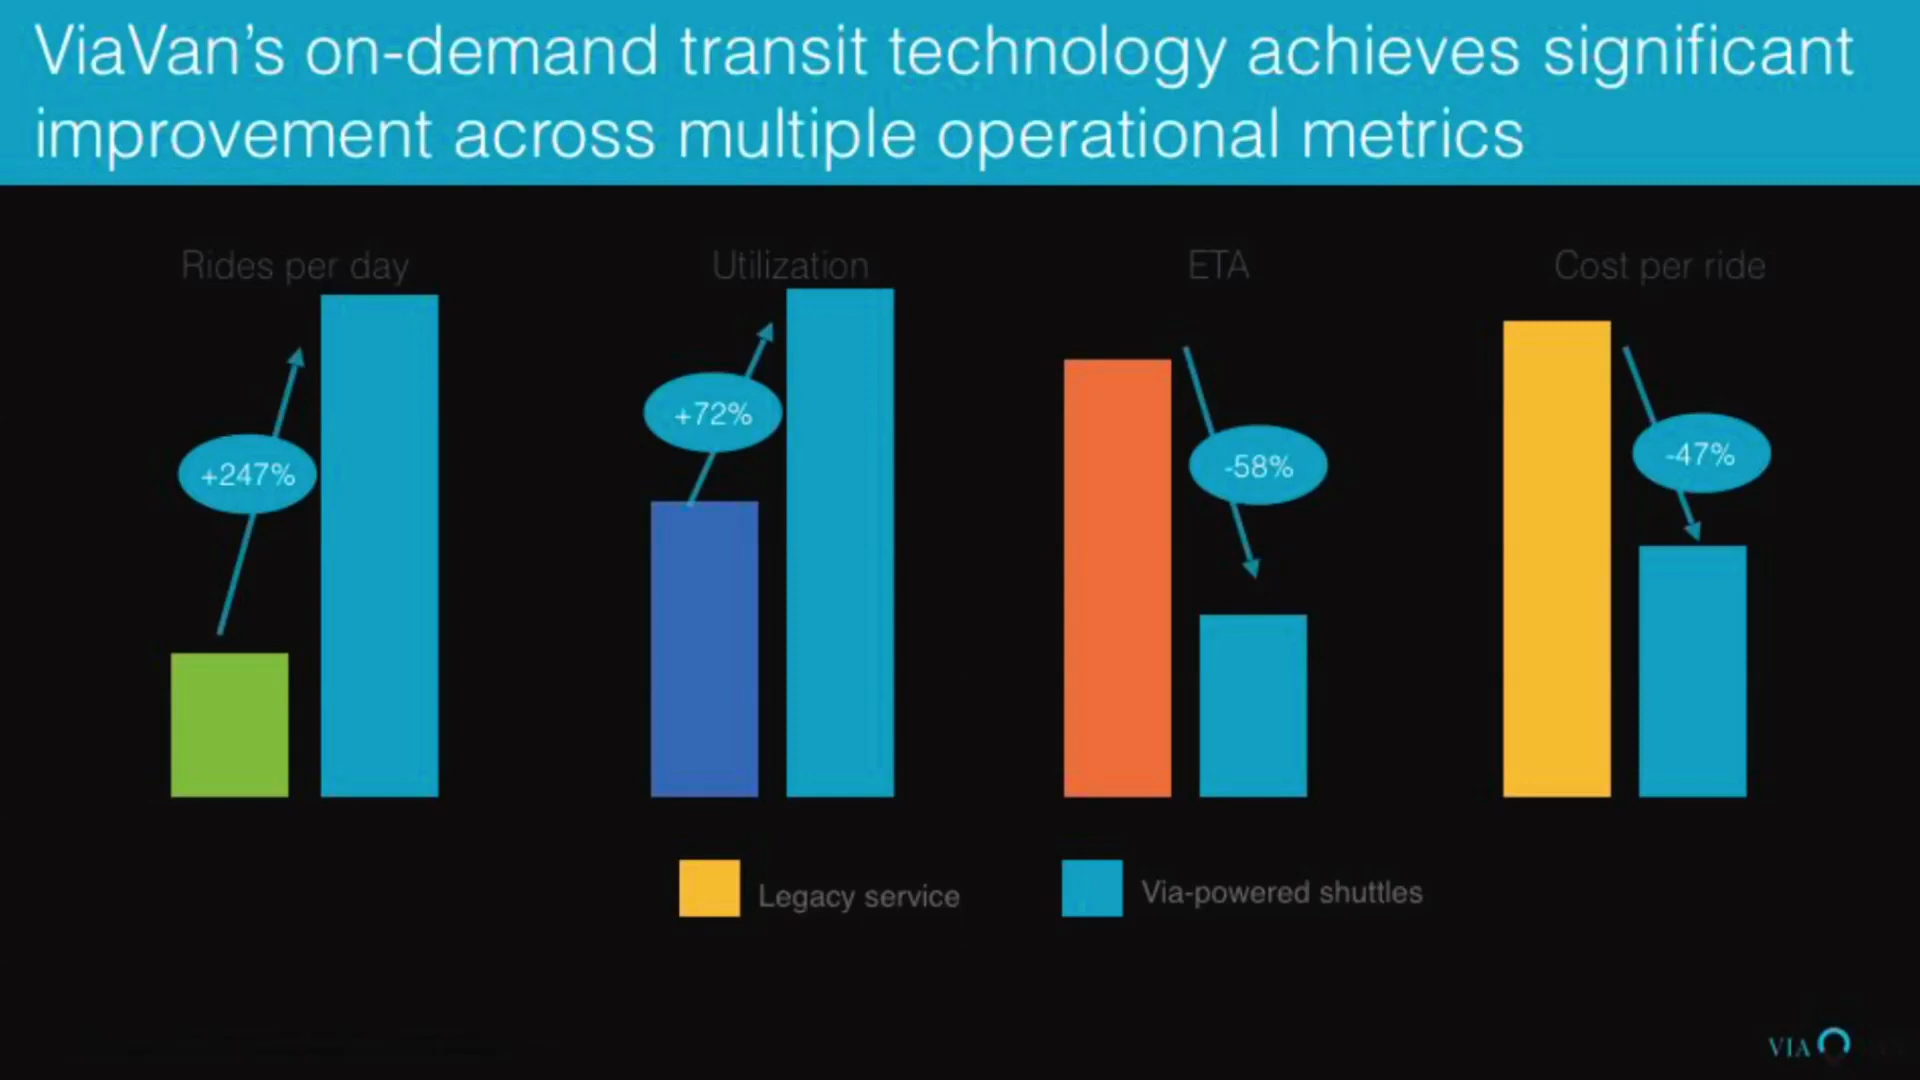 ViaVan's on-demand transit technology achieves significant
improvement across multiple operational metrics
Rides per day
Utilization
ETA
Cost per ride
+247%
+72%
-58%
-47%
Legacy service
Via-powered shuttles
VIA